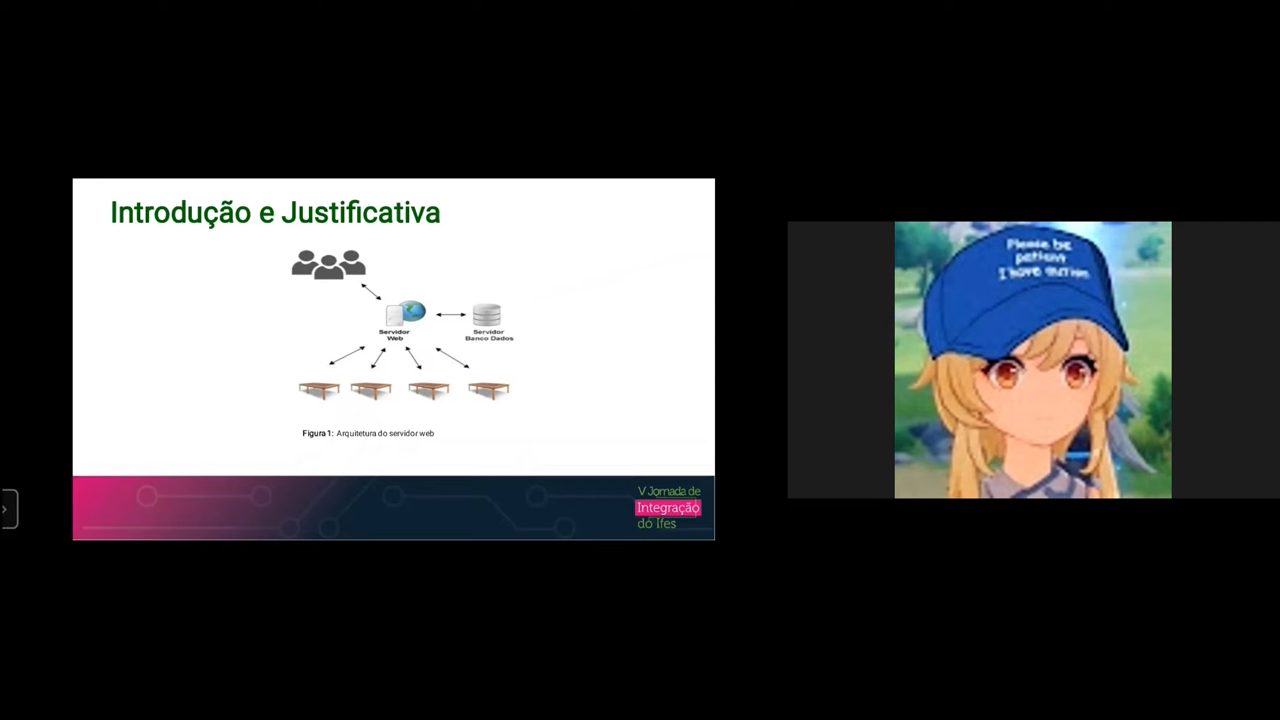 Introdução e Justificativa
Servidor
Web
Servidor
Banco Dados
Figura 1: Arquitetura do servidor web
V Jornada de
Integração
do Ifes
Please be
patient
I have